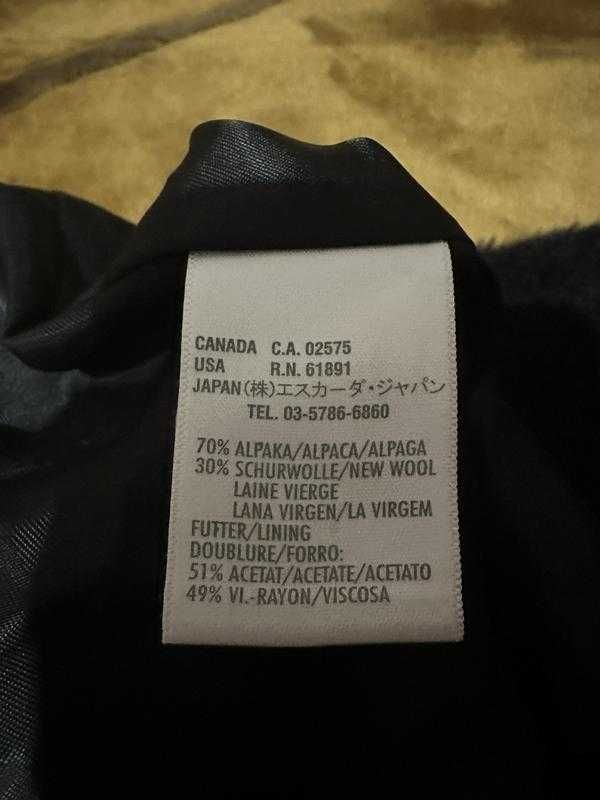 CANADA C.A. 02575
USA R.N. 61891
JAPAN (株)エスカーダ・ジャパン
TEL. 03-5786-6860
70% ALPAKA/ALPACA/ALPAGA
30% SCHURWOLLE/NEW WOOL
LAINE VIERGE
LANA VIRGEN/LA VIRGEM
FUTTER/LINING
DOUBLURE/FORRO:
51% ACETAT/ACETATE/ACETATO
49% VI.-RAYON/VISCOSA